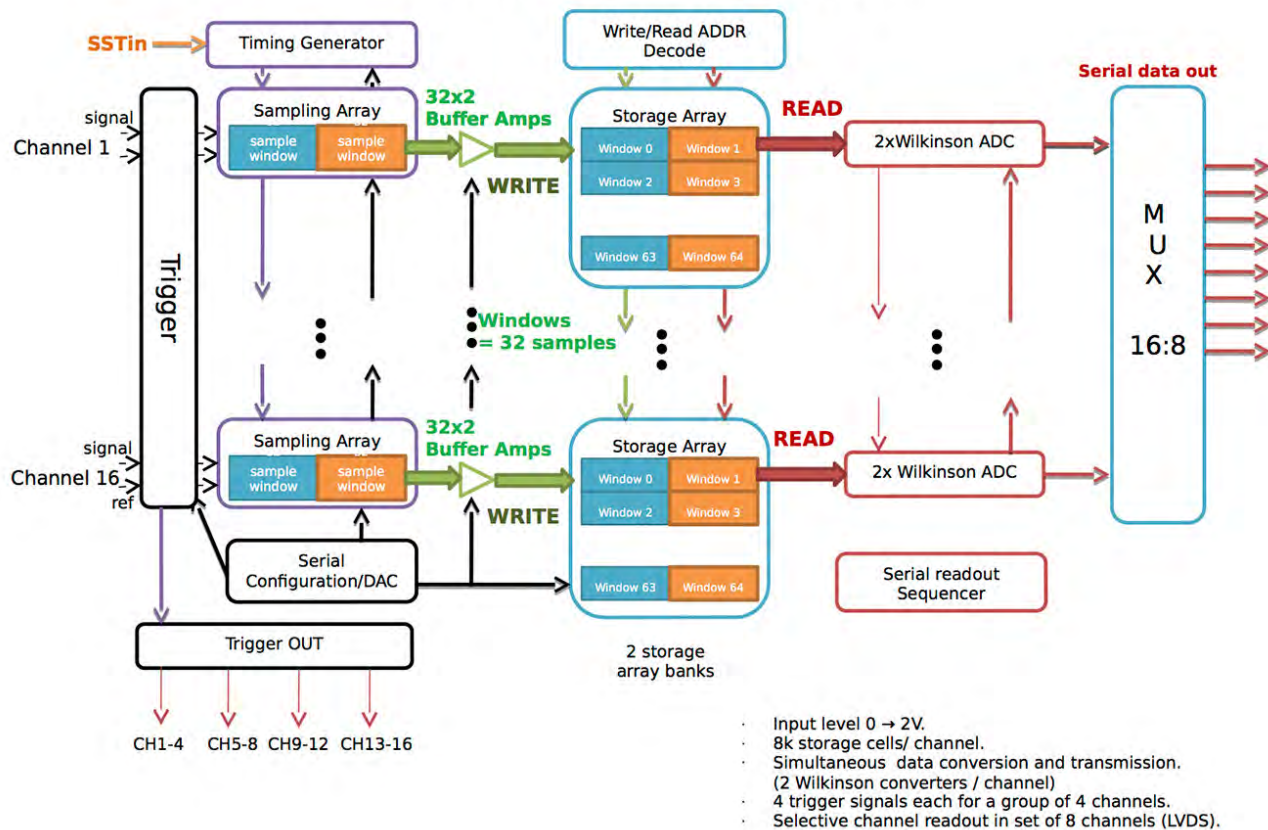 SSTin
Timing Generator
Write/Read ADDR
Decode
Serial data out
signal
Channel 1
Trigger
Sampling Array
sample
window
sample
window
32x2
Buffer Amps
WRITE
Storage Array
Window 0
Window 1
Window 2
Window 3
Window 63
Window 64
READ
2xWilkinson ADC
M
U
X
16:8
Windows
= 32 samples
signal
Channel 16
ref
Sampling Array
sample
window
sample
window
32x2
Buffer Amps
WRITE
Storage Array
Window 0
Window 1
Window 2
Window 3
Window 63
Window 64
READ
2x Wilkinson ADC
Serial
Configuration/DAC
Serial readout
Sequencer
Trigger OUT
2 storage
array banks
CH1-4
CH5-8
CH9-12
CH13-16
· Input level 0 → 2V.
· 8k storage cells/ channel.
· Simultaneous data conversion and transmission.
(2 Wilkinson converters / channel)
· 4 trigger signals each for a group of 4 channels.
· Selective channel readout in set of 8 channels (LVDS).